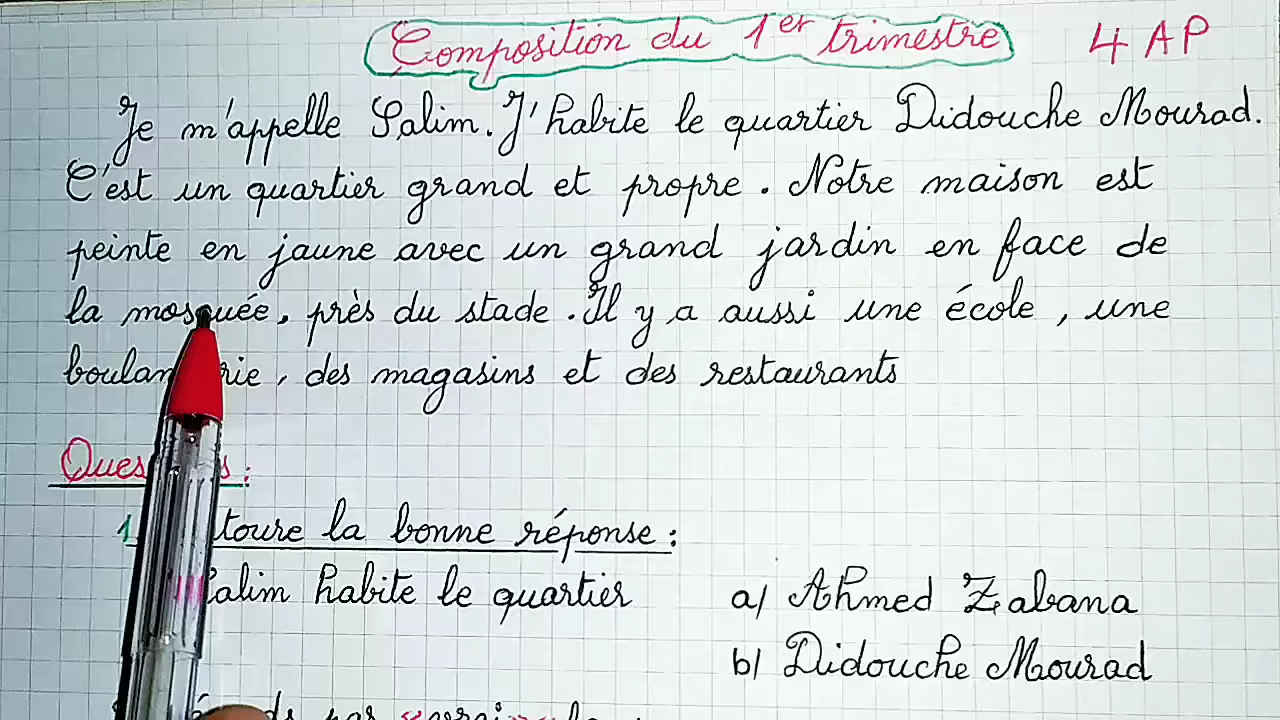 Composition du 1er trimestre 4 AP
Je m'appelle Salim. J'habite le quartier Didouche Mourad.
C'est un quartier grand et propre. Notre maison est
peinte en jaune avec un grand jardin en face de
la mosquée, près du stade. Il y a aussi une école, une
des magasins et des restaurants
1 la bonne réponse :
Salim habite le quartier a) Ahmed Zabana
b) Didouche Mourad
par